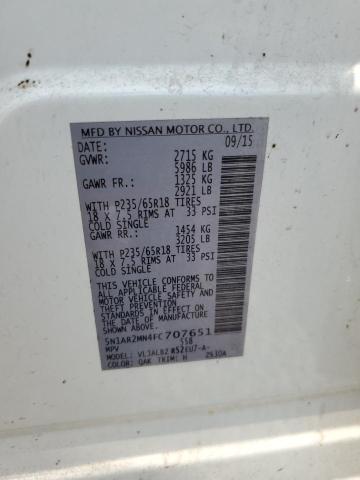 MFD BY NISSAN MOTOR CO., LTD.
09/15
GVWR: 2715 KG
5986 LB
GAWR FR.: 1325 KG
2921 LB
WITH P235/65R18 TIRES
18 X 7.5 RIMS AT 33 PSI
COLD SINGLE
GAWR RR.: 1454 KG
3205 LB
WITH P235/65R18 TIRES
18 X 7.5 RIMS AT 33 PSI
COLD SINGLE
THIS VEHICLE CONFORMS TO
ALL APPLICABLE FEDERAL
MOTOR VEHICLE SAFETY AND
THEFT PREVENTION
STANDARDS IN EFFECT ON
THE DATE OF MANUFACTURE
SHOWN ABOVE
5N1AR2MN4FC707651
MPV 558
MODEL:
COLOR: QAK TRIM: H